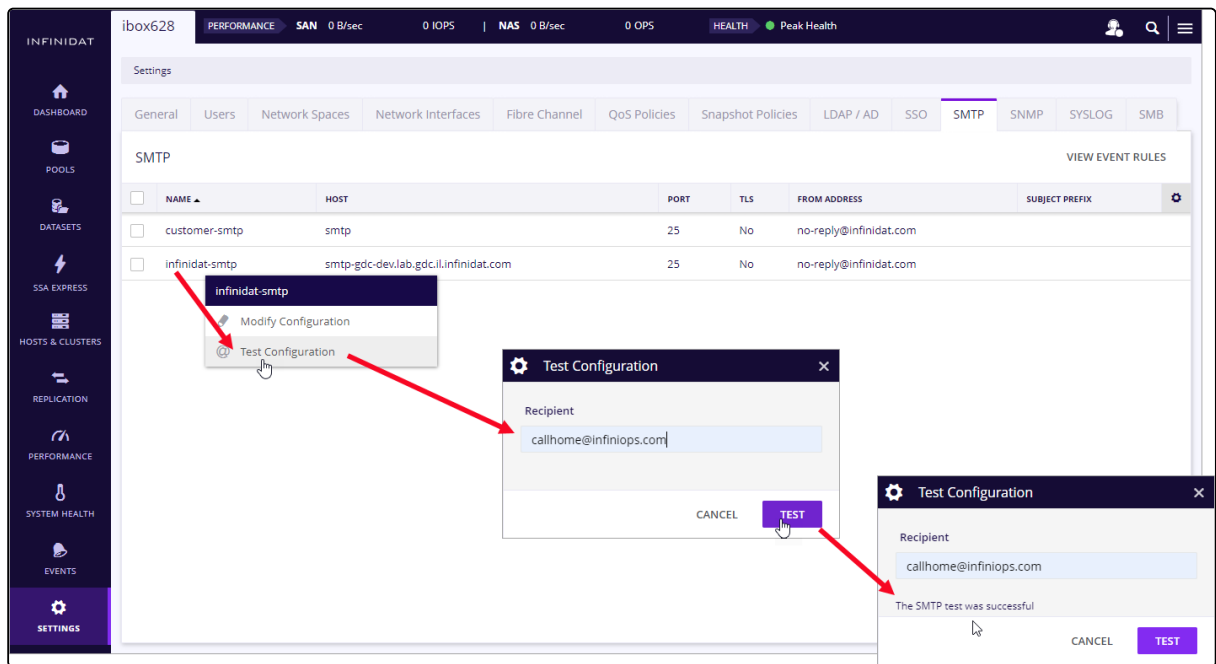 INFINIDAT
ibox628 PERFORMANCE SAN 0 B/sec 0 IOPS | NAS 0 B/sec 0 OPS HEALTH Peak Health
DASHBOARD
POOLS
DATASETS
SSA EXPRESS
HOSTS & CLUSTERS
REPLICATION
PERFORMANCE
SYSTEM HEALTH
EVENTS
SETTINGS
Settings
General Users Network Spaces Network Interfaces Fibre Channel QoS Policies Snapshot Policies LDAP / AD SSO SMTP SNMP SYSLOG SMB
SMTP VIEW EVENT RULES
NAME HOST PORT TLS FROM ADDRESS SUBJECT PREFIX
customer-smtp smtp 25 No no-reply@infinidat.com
infinidat-smtp smtp-gdc-dev.lab.gdc.il.infinidat.com 25 No no-reply@infinidat.com
infinidat-smtp
Modify Configuration
@ Test Configuration
Test Configuration
Recipient
callhome@infiniops.com
CANCEL TEST
Test Configuration
Recipient
callhome@infiniops.com
The SMTP test was successful
CANCEL TEST